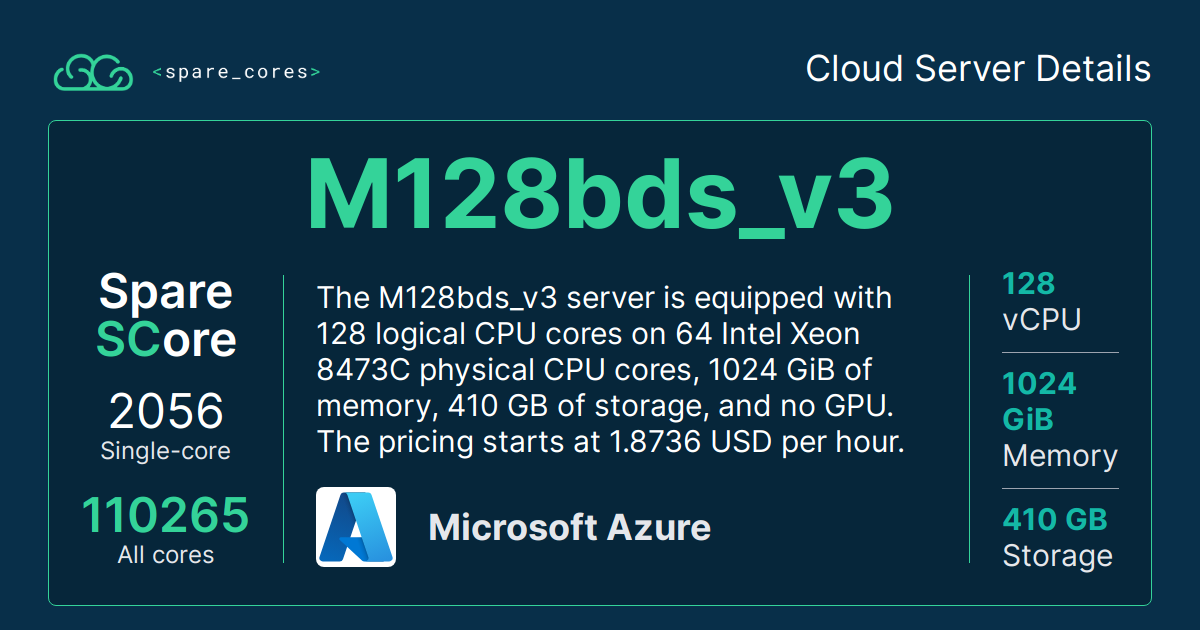 <spare_cores>
Cloud Server Details
M128bds_v3
Spare
SCore
2056
Single-core
110265
All cores
The M128bds_v3 server is equipped with
128 logical CPU cores on 64 Intel Xeon
8473C physical CPU cores, 1024 GiB of
memory, 410 GB of storage, and no GPU.
The pricing starts at 1.8736 USD per hour.
Microsoft Azure
128
vCPU
1024
GiB
Memory
410 GB
Storage